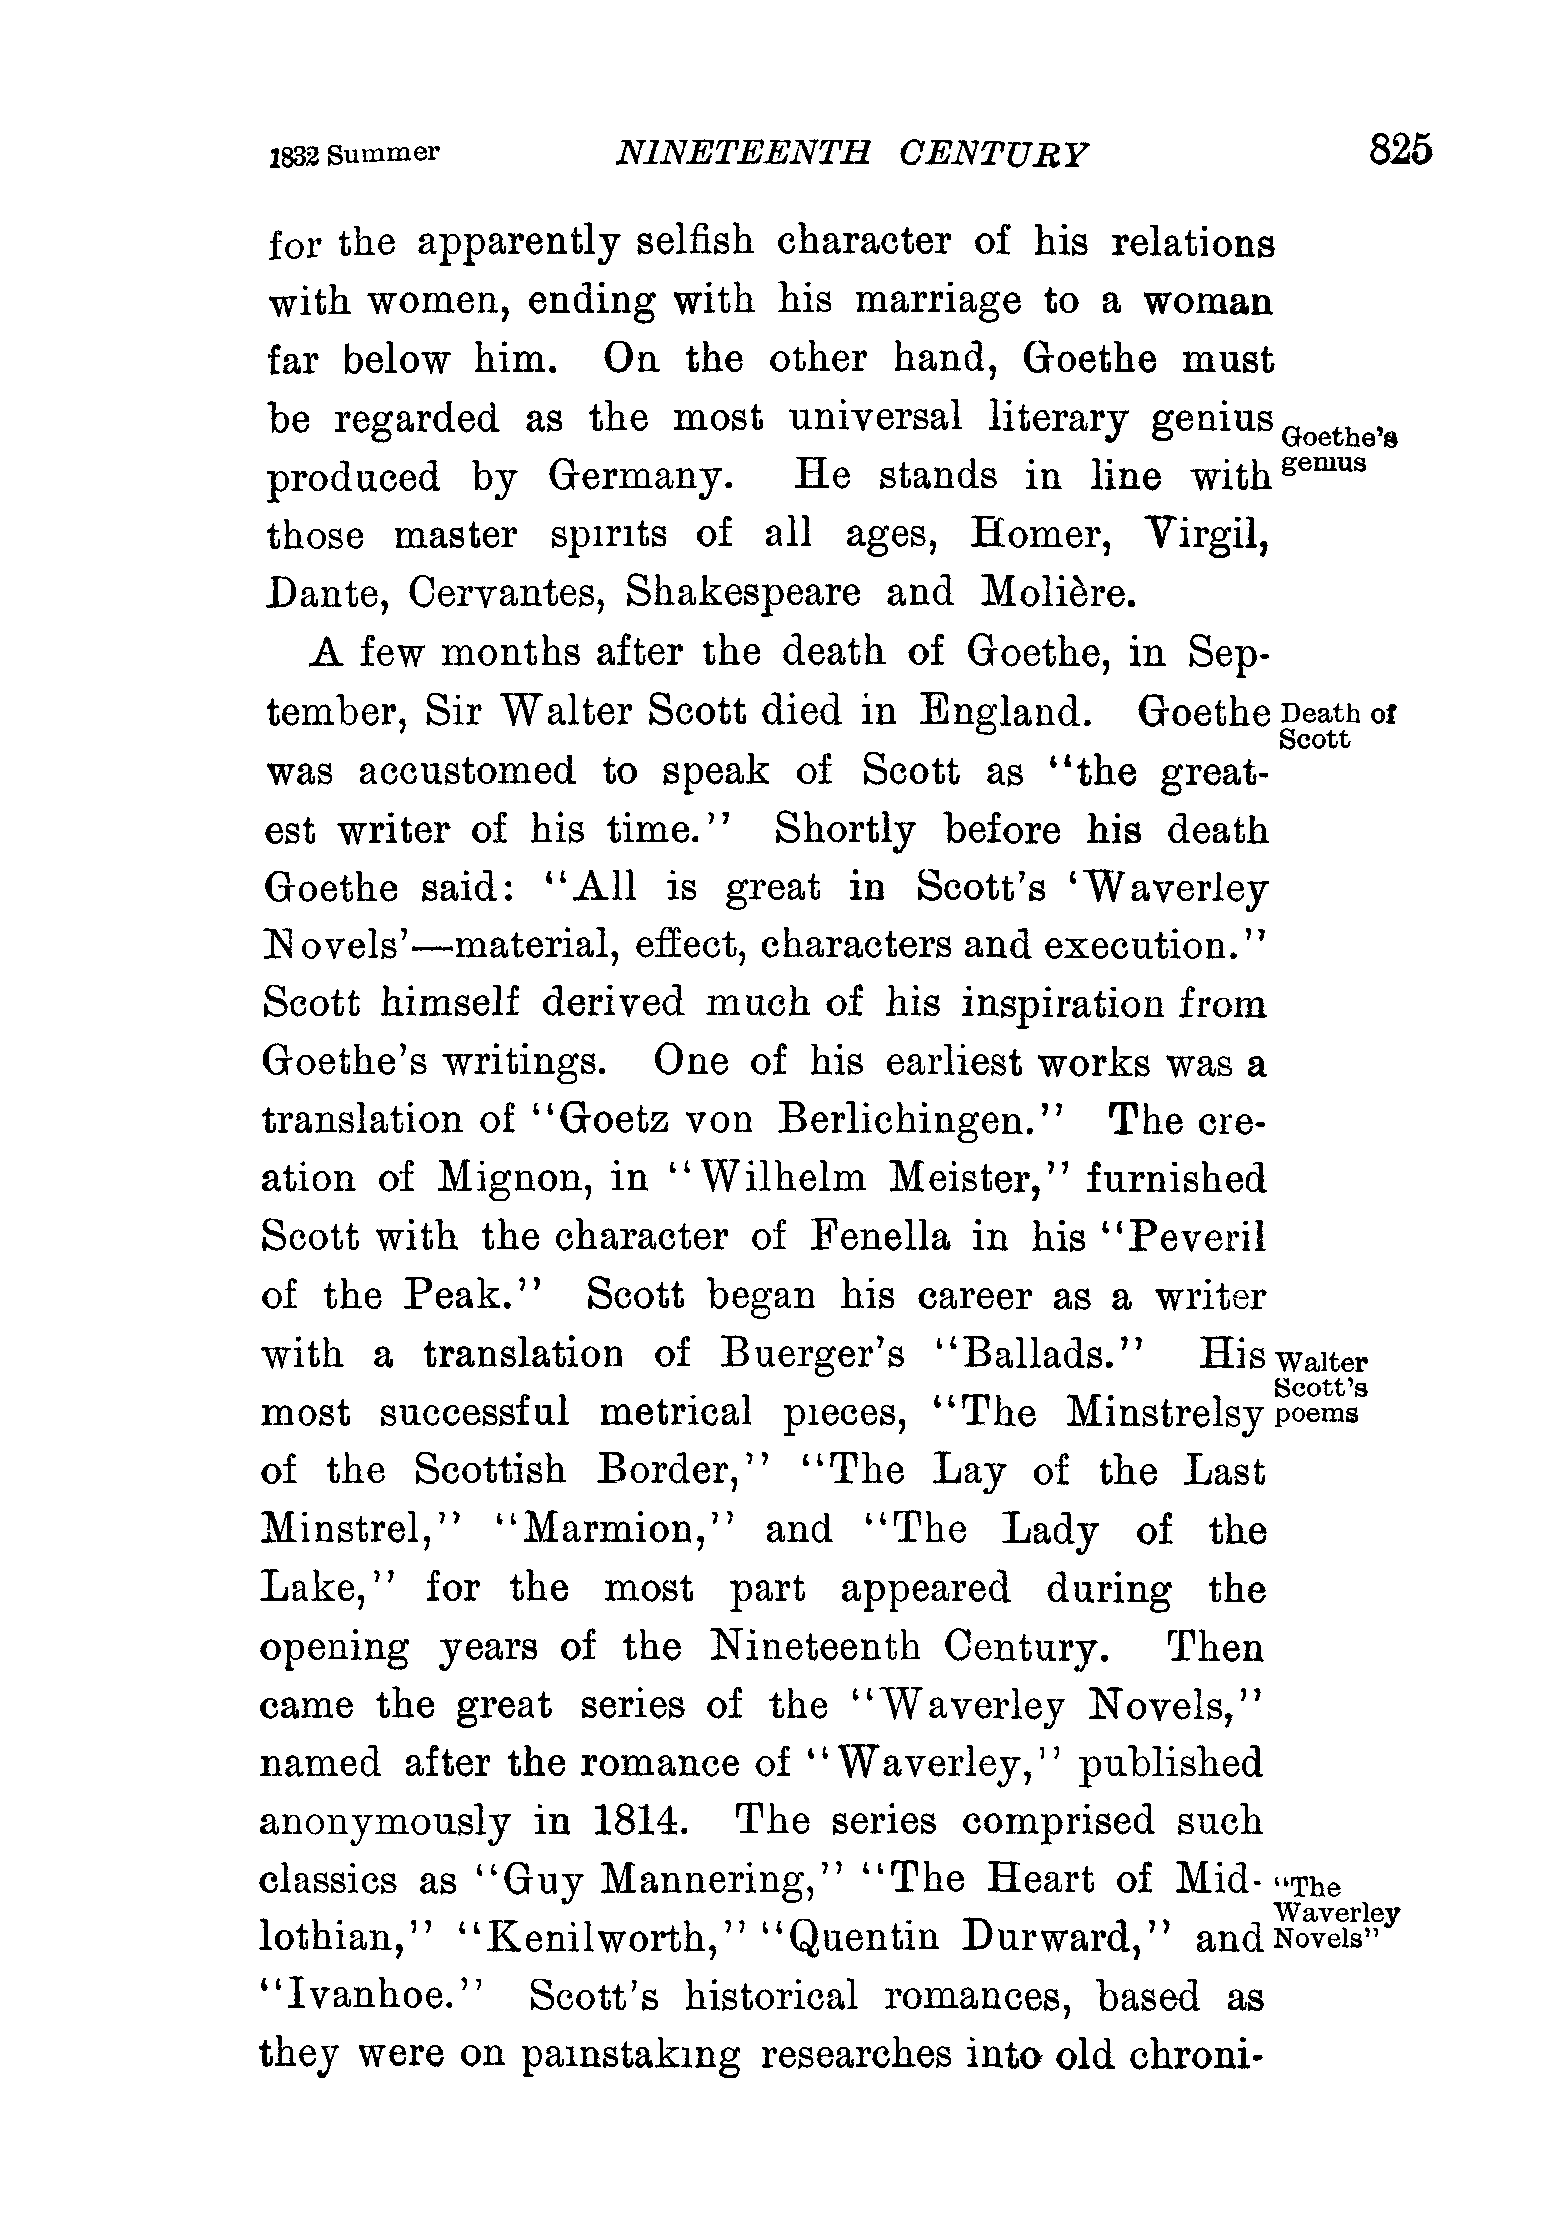 1832 Summer NINETEENTH CENTURY 825
for the apparently selfish character of his relations
with women, ending with his marriage to a woman
far below him. On the other hand, Goethe must
be regarded as the most universal literary genius
Goethe's
genius
produced by Germany. He stands in line with
those master spirits of all ages, Homer, Virgil,
Dante, Cervantes, Shakespeare and Molière.
A few months after the death of Goethe, in Sep-
tember, Sir Walter Scott died in England. Goethe
Death of
Scott
was accustomed to speak of Scott as "the great-
est writer of his time." Shortly before his death
Goethe said: "All is great in Scott's 'Waverley
Novels'—material, effect, characters and execution."
Scott himself derived much of his inspiration from
Goethe's writings. One of his earliest works was a
translation of "Goetz von Berlichingen." The cre-
ation of Mignon, in "Wilhelm Meister," furnished
Scott with the character of Fenella in his "Peveril
of the Peak." Scott began his career as a writer
with a translation of Buerger's "Ballads." His
Walter
Scott's
poems
most successful metrical pieces, "The Minstrelsy
of the Scottish Border," "The Lay of the Last
Minstrel," "Marmion," and "The Lady of the
Lake," for the most part appeared during the
opening years of the Nineteenth Century. Then
came the great series of the "Waverley Novels,"
named after the romance of "Waverley," published
anonymously in 1814. The series comprised such
classics as "Guy Mannering," "The Heart of Mid-
"The
Waverley
Novels"
lothian," "Kenilworth," "Quentin Durward," and
"Ivanhoe." Scott's historical romances, based as
they were on painstaking researches into old chroni-